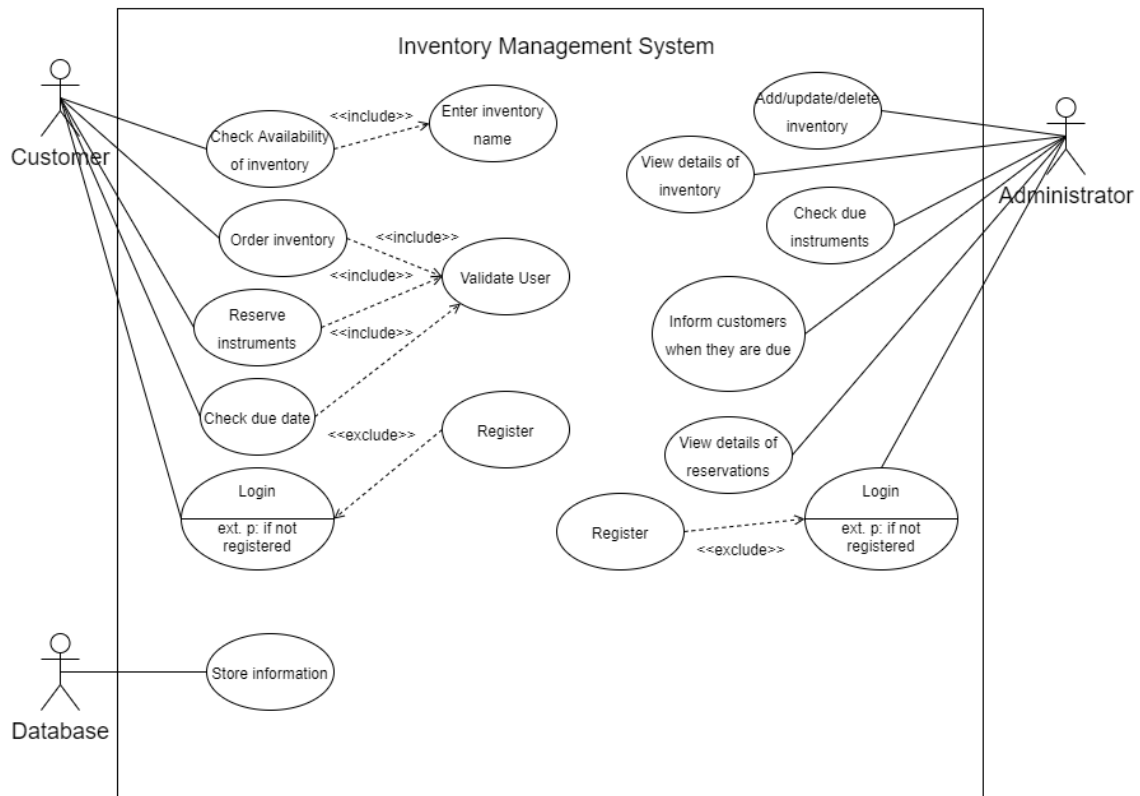 Inventory Management System
Customer
Check Availability
of inventory
<<include>>
Enter inventory
name
Order inventory
<<include>>
<<include>>
Validate User
Reserve
instruments
<<include>>
Check due date
<<exclude>>
Register
Login
ext. p: if not
registered
Add/update/delete
inventory
View details of
inventory
Administrator
Check due
instruments
Inform customers
when they are due
View details of
reservations
Login
ext. p: if not
registered
Register
<<exclude>>
Database
Store information